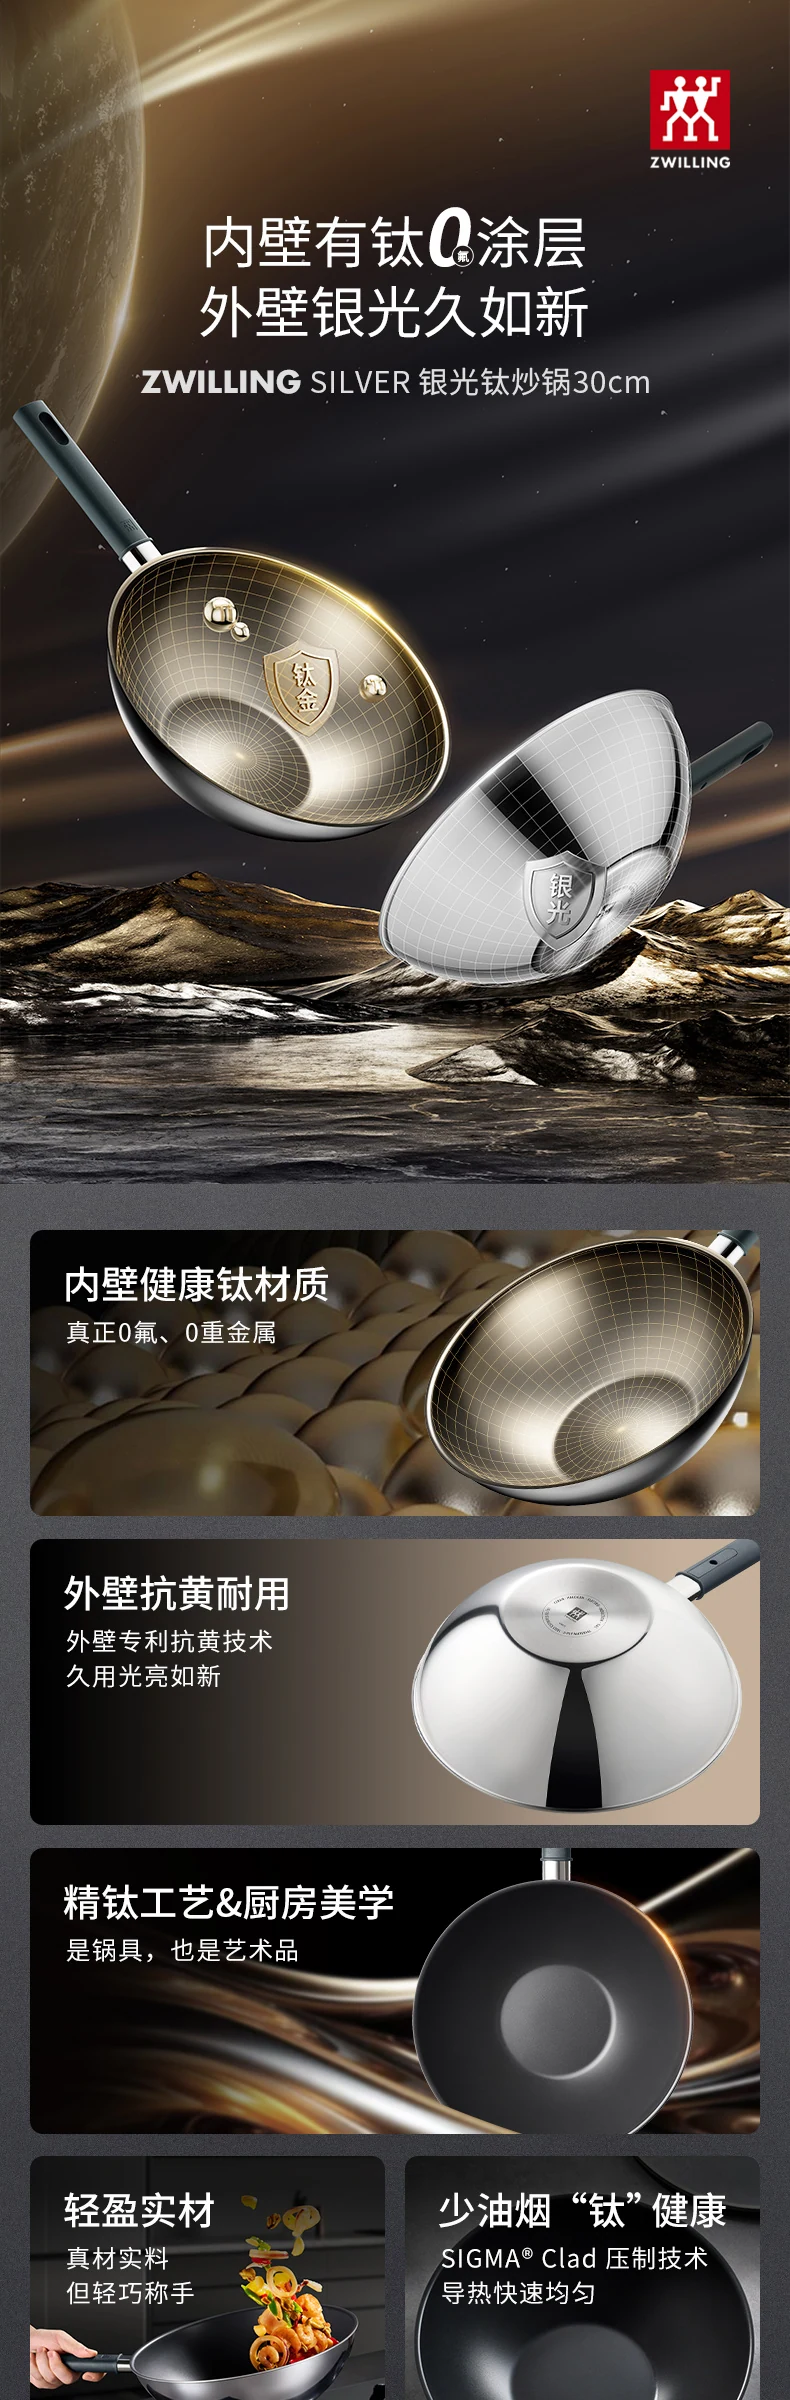 ZWILLING
内壁有钛0氟涂层
外壁银光久如新
ZWILLING SILVER 银光钛炒锅30cm
钛金
银光
内壁健康钛材质
真正0氟、0重金属
外壁抗黄耐用
外壁专利抗黄技术
久用光亮如新
精钛工艺&厨房美学
是锅具，也是艺术品
轻盈实材
真材实料
但轻巧称手
少油烟“钛”健康
SIGMA® Clad 压制技术
导热快速均匀